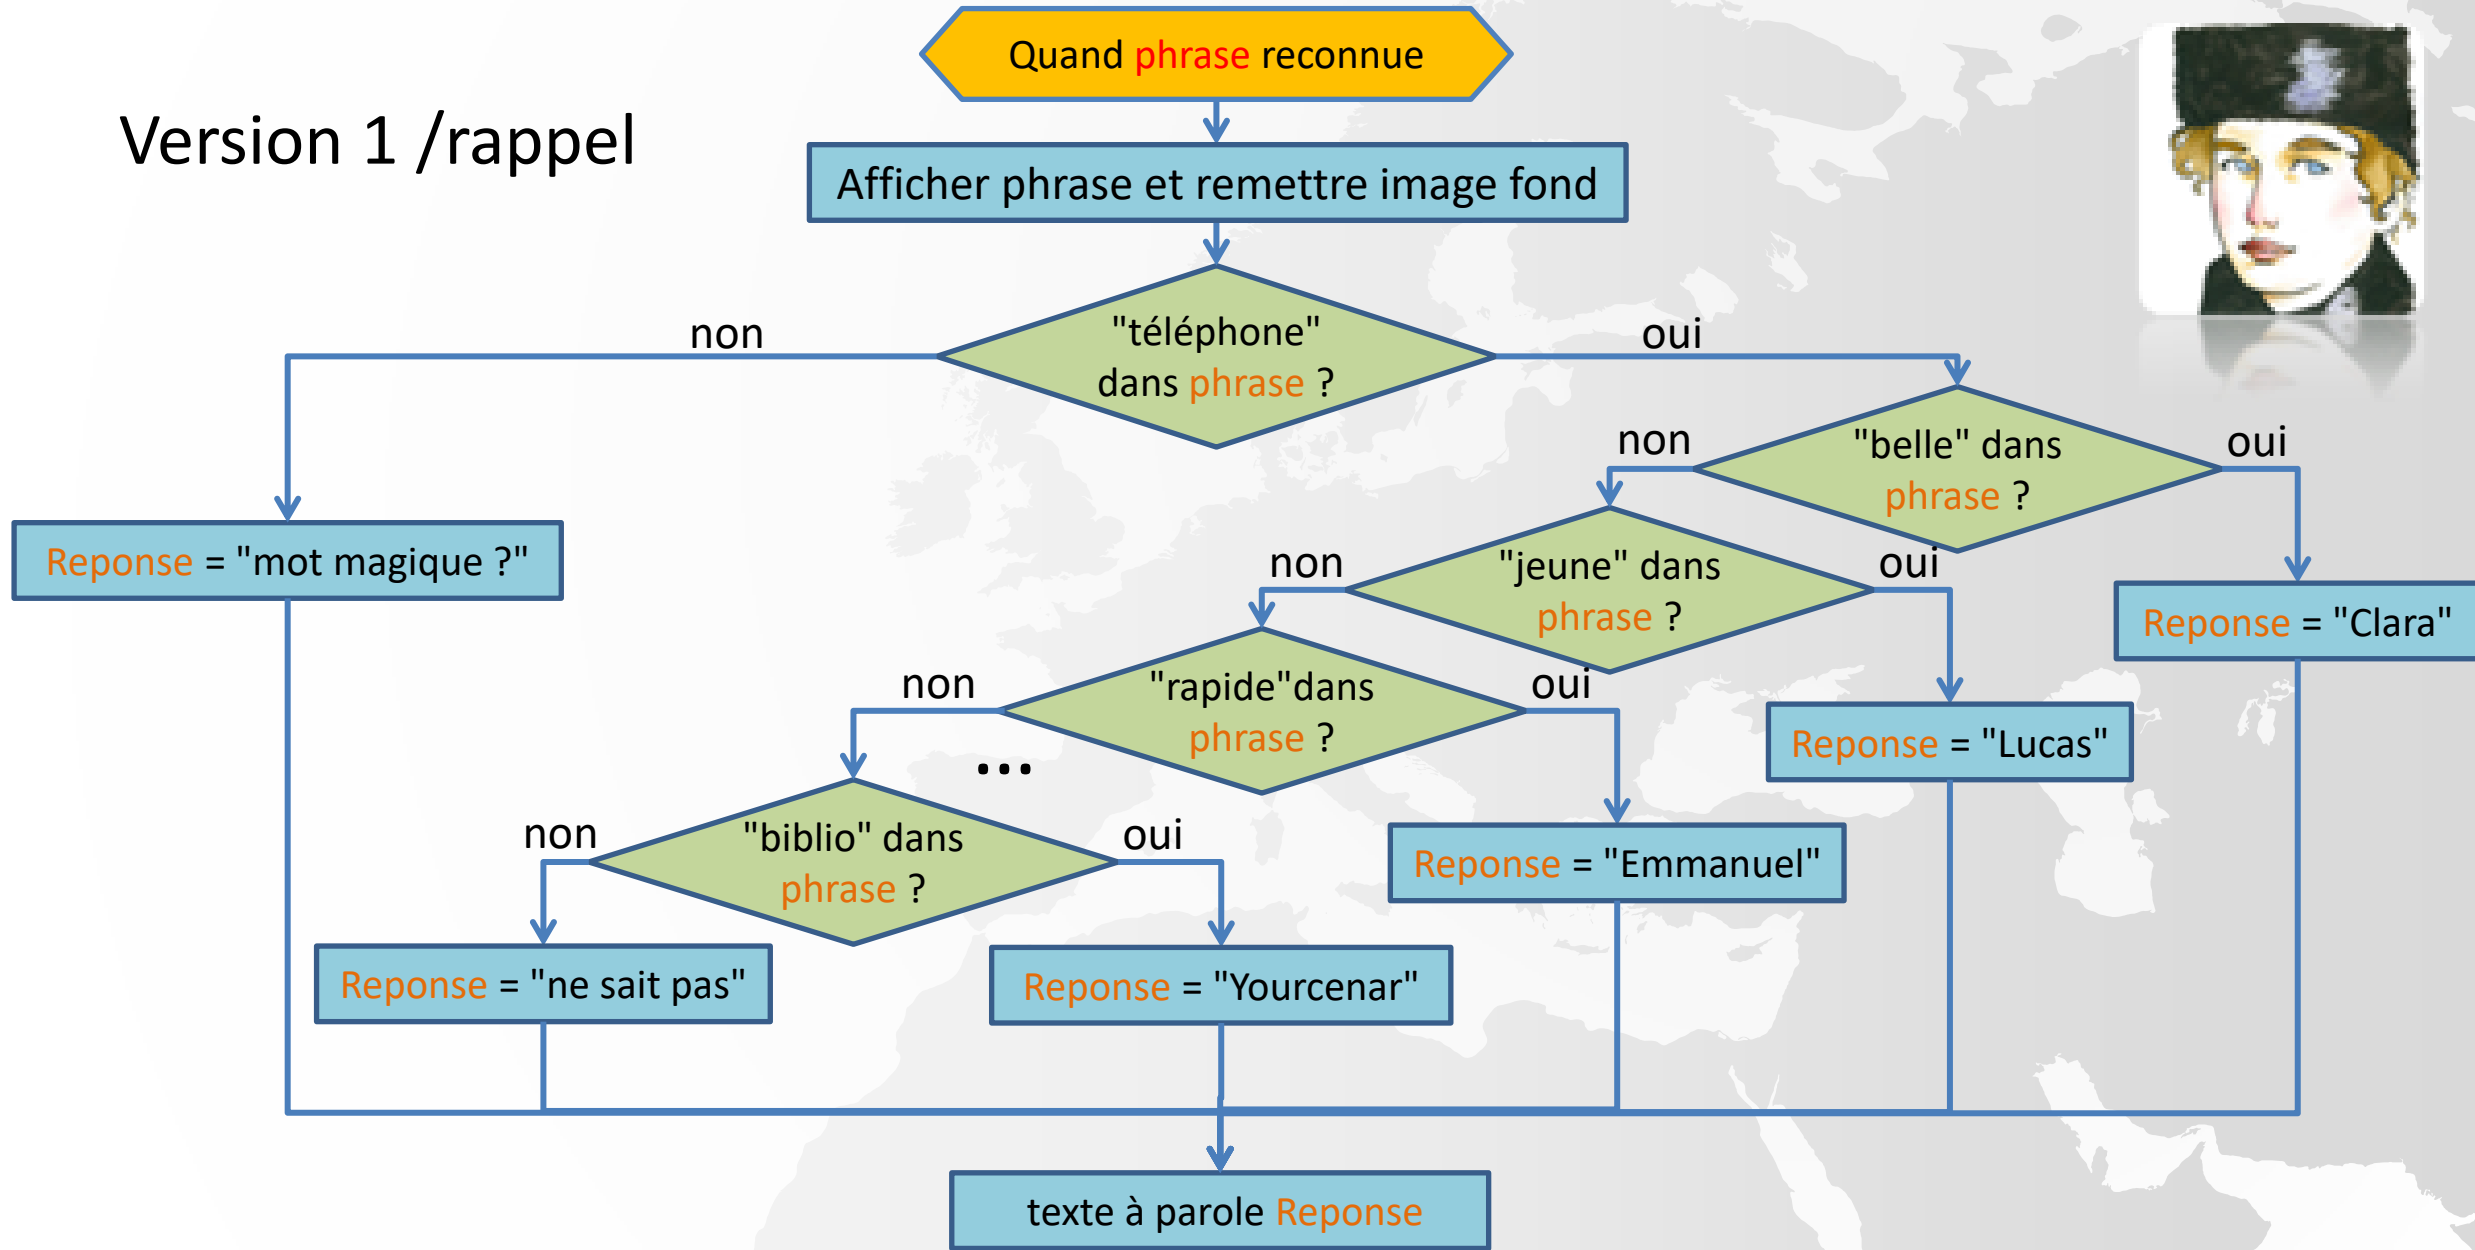 Quand phrase reconnue
Version 1 /rappel
Afficher phrase et remettre image fond
non
"téléphone"
dans phrase ?
oui
non
"belle" dans
phrase ?
oui
Reponse = "mot magique ?"
non
"jeune" dans
phrase ?
oui
Reponse = "Clara"
non
"rapide"dans
phrase ?
oui
Reponse = "Lucas"
...
non
"biblio" dans
phrase ?
oui
Reponse = "Emmanuel"
Reponse = "ne sait pas"
Reponse = "Yourcenar"
texte à parole Reponse